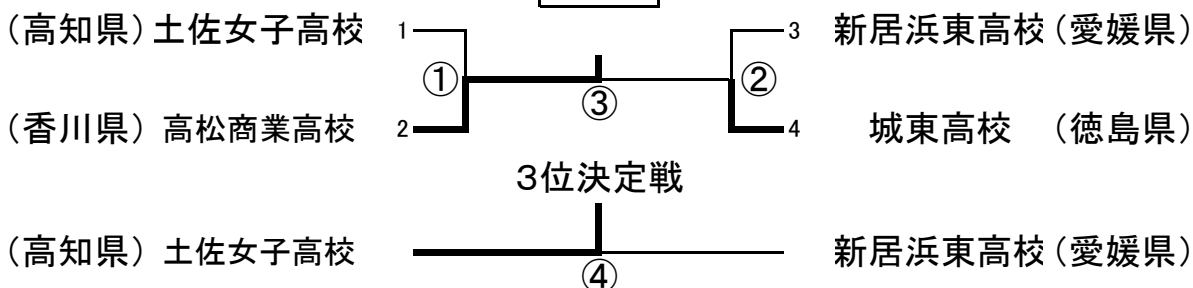 (高知県) 土佐女子高校 1 3 新居浜東高校 (愛媛県)
① ②
③
(香川県) 高松商業高校 2 4 城東高校 (徳島県)
3位決定戦
(高知県) 土佐女子高校 新居浜東高校 (愛媛県)
④